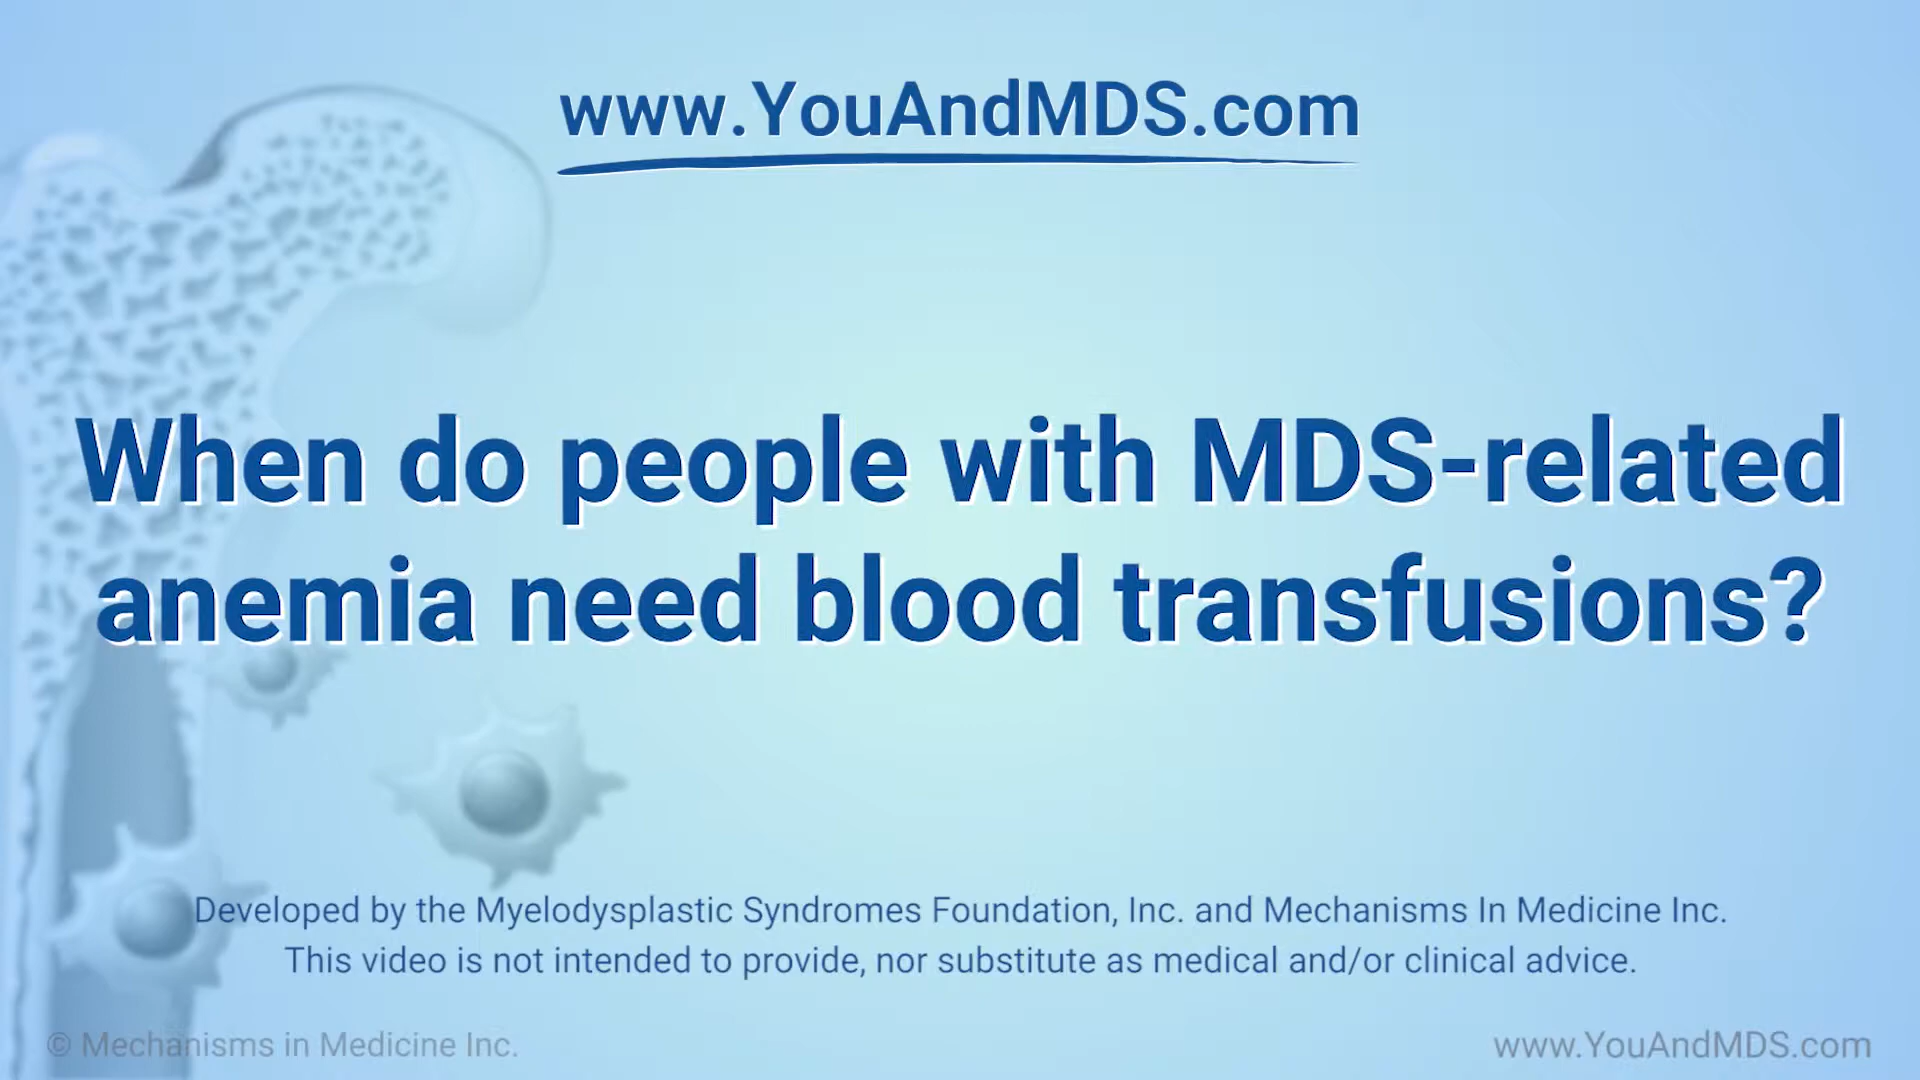 www.YouAndMDS.com
When do people with MDS-related
anemia need blood transfusions?
Developed by the Myelodysplastic Syndromes Foundation, Inc. and Mechanisms In Medicine Inc.
This video is not intended to provide, nor substitute as medical and/or clinical advice.
© Mechanisms in Medicine Inc.
www.YouAndMDS.com